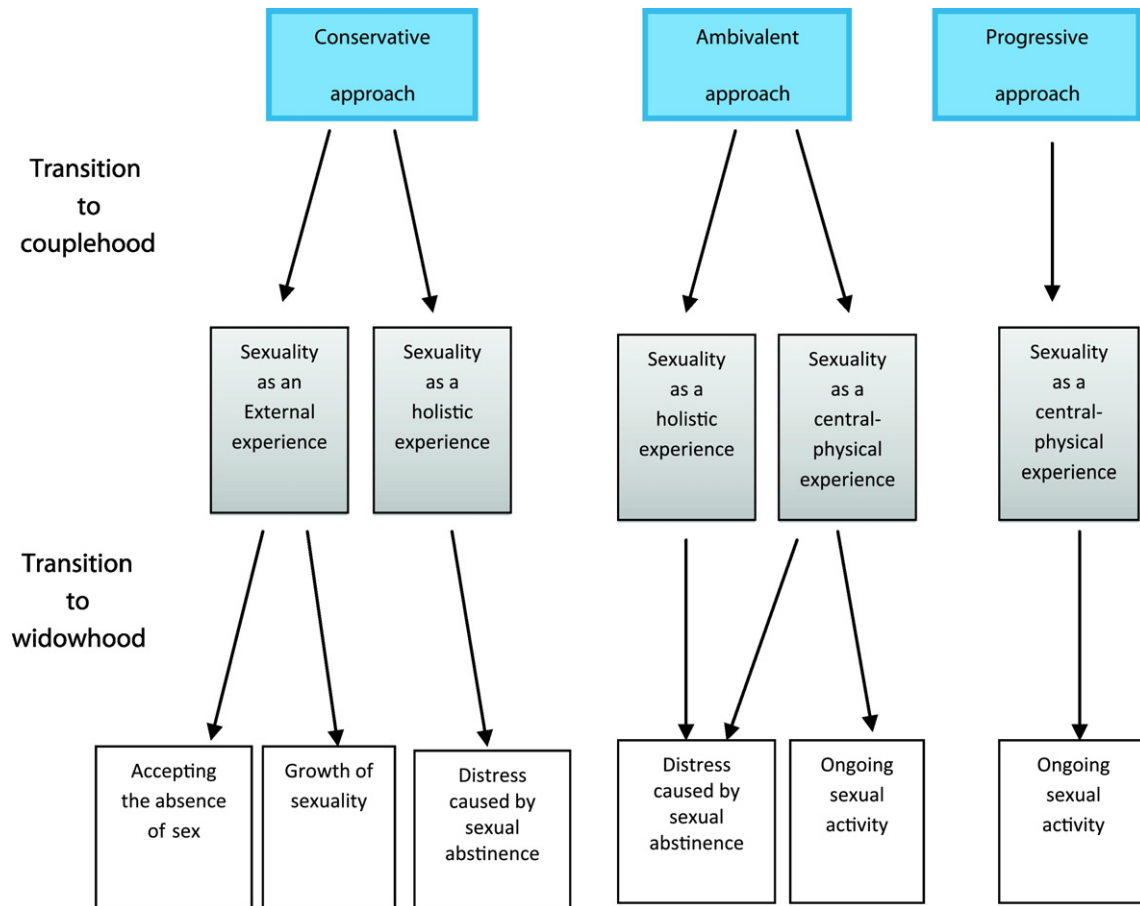 Conservative
approach
Ambivalent
approach
Progressive
approach
Transition
to
couplehood
Sexuality
as an
External
experience
Sexuality
as a
holistic
experience
Sexuality
as a
holistic
experience
Sexuality
as a
central-
physical
experience
Sexuality
as a
central-
physical
experience
Transition
to
widowhood
Accepting
the absence
of sex
Growth of
sexuality
Distress
caused by
sexual
abstinence
Distress
caused by
sexual
abstinence
Ongoing
sexual
activity
Ongoing
sexual
activity